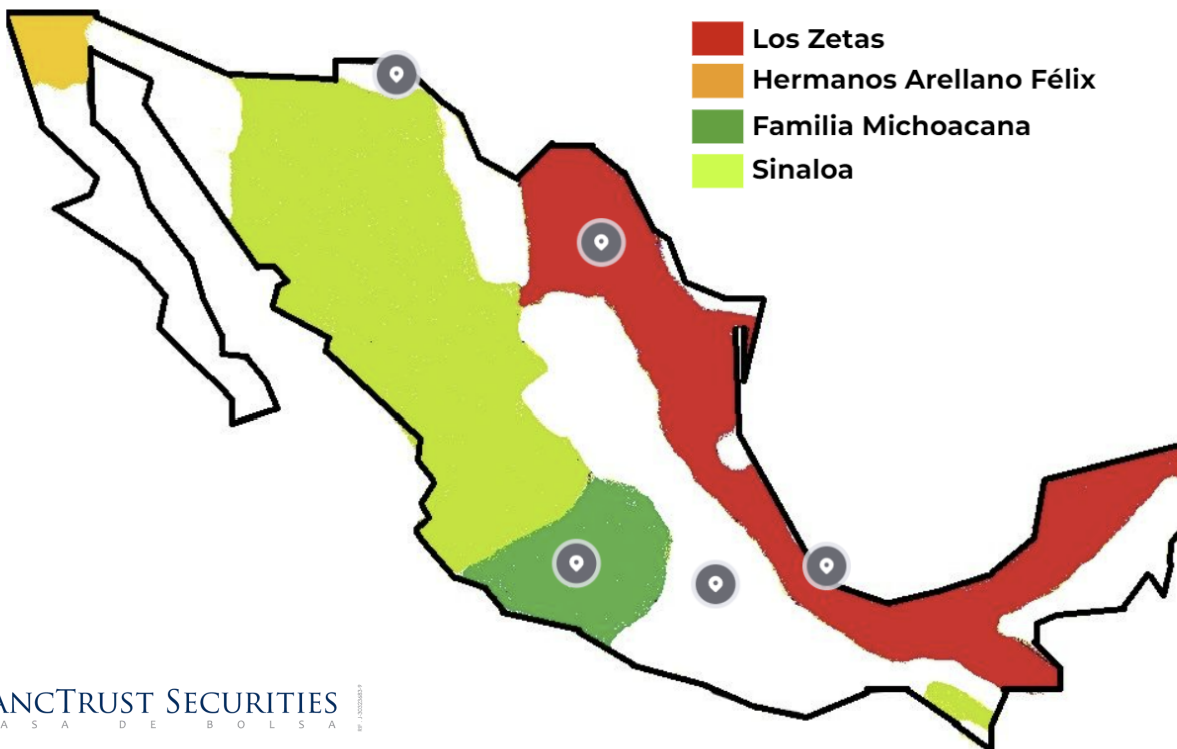 Los Zetas
Hermanos Arellano Félix
Familia Michoacana
Sinaloa
ANCTRUST SECURITIES
A S A D E B O L S A